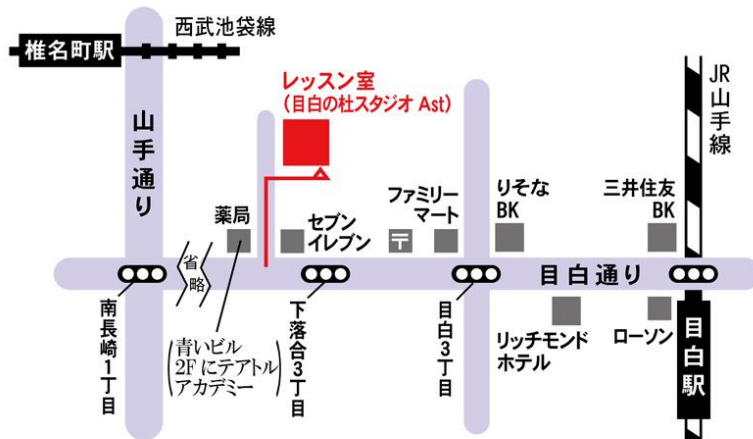 西武池袋線
椎名町駅
レッスン室
(目白の杜スタジオ Ast)
JR山手線
山手通り
薬局
セブン
イレブン
〒
ファミリー
マート
りそな
BK
三井住友
BK
省略
目白通り
南長崎1丁目
(青いビル
2Fにテアトル
アカデミー)
下落合3丁目
目白3丁目
リッチモンド
ホテル
ローソン
目白駅